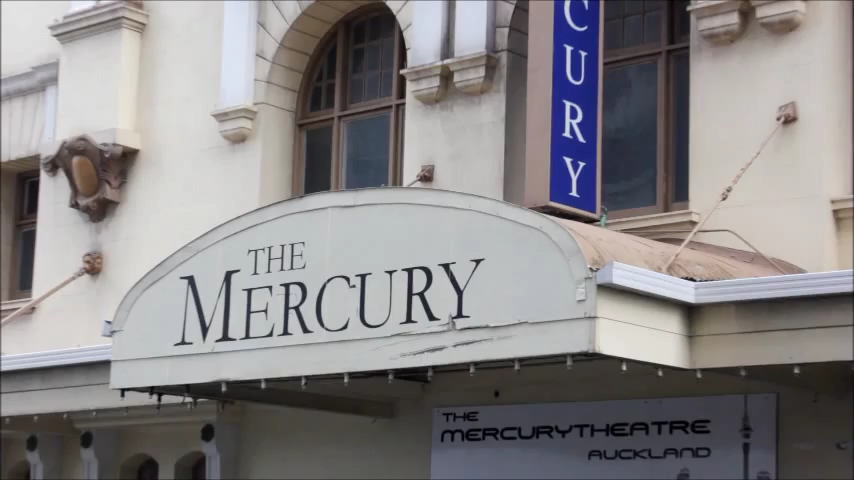 CURY
THE
MERCURY
THE
MERCURYTHEATRE
AUCKLAND